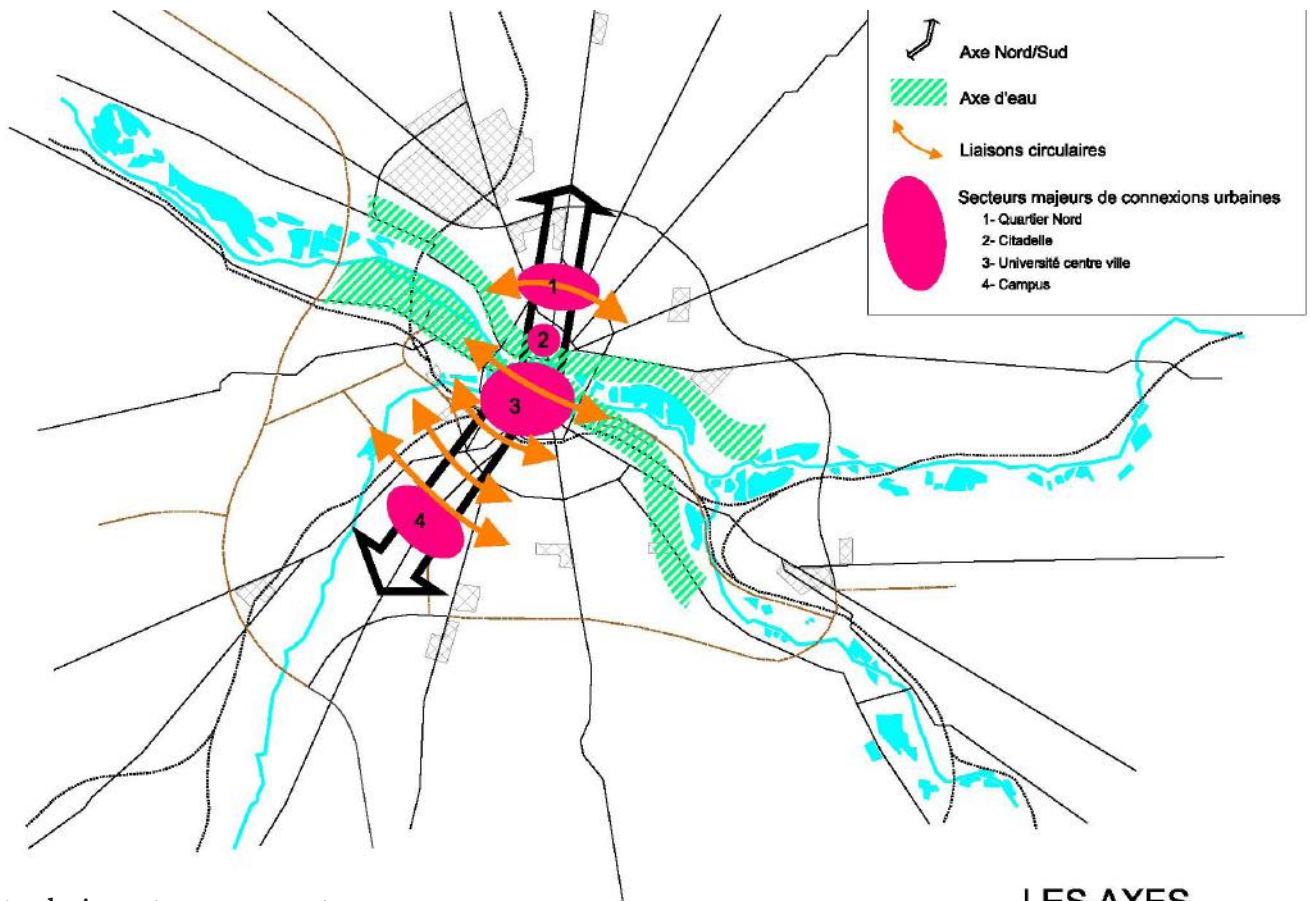 Axe Nord/Sud
Axe d'eau
Liaisons circulaires
Secteurs majeurs de connexions urbaines
1- Quartier Nord
2- Citadelle
3- Université centre ville
4- Campus
1
2
3
4
LES AXES